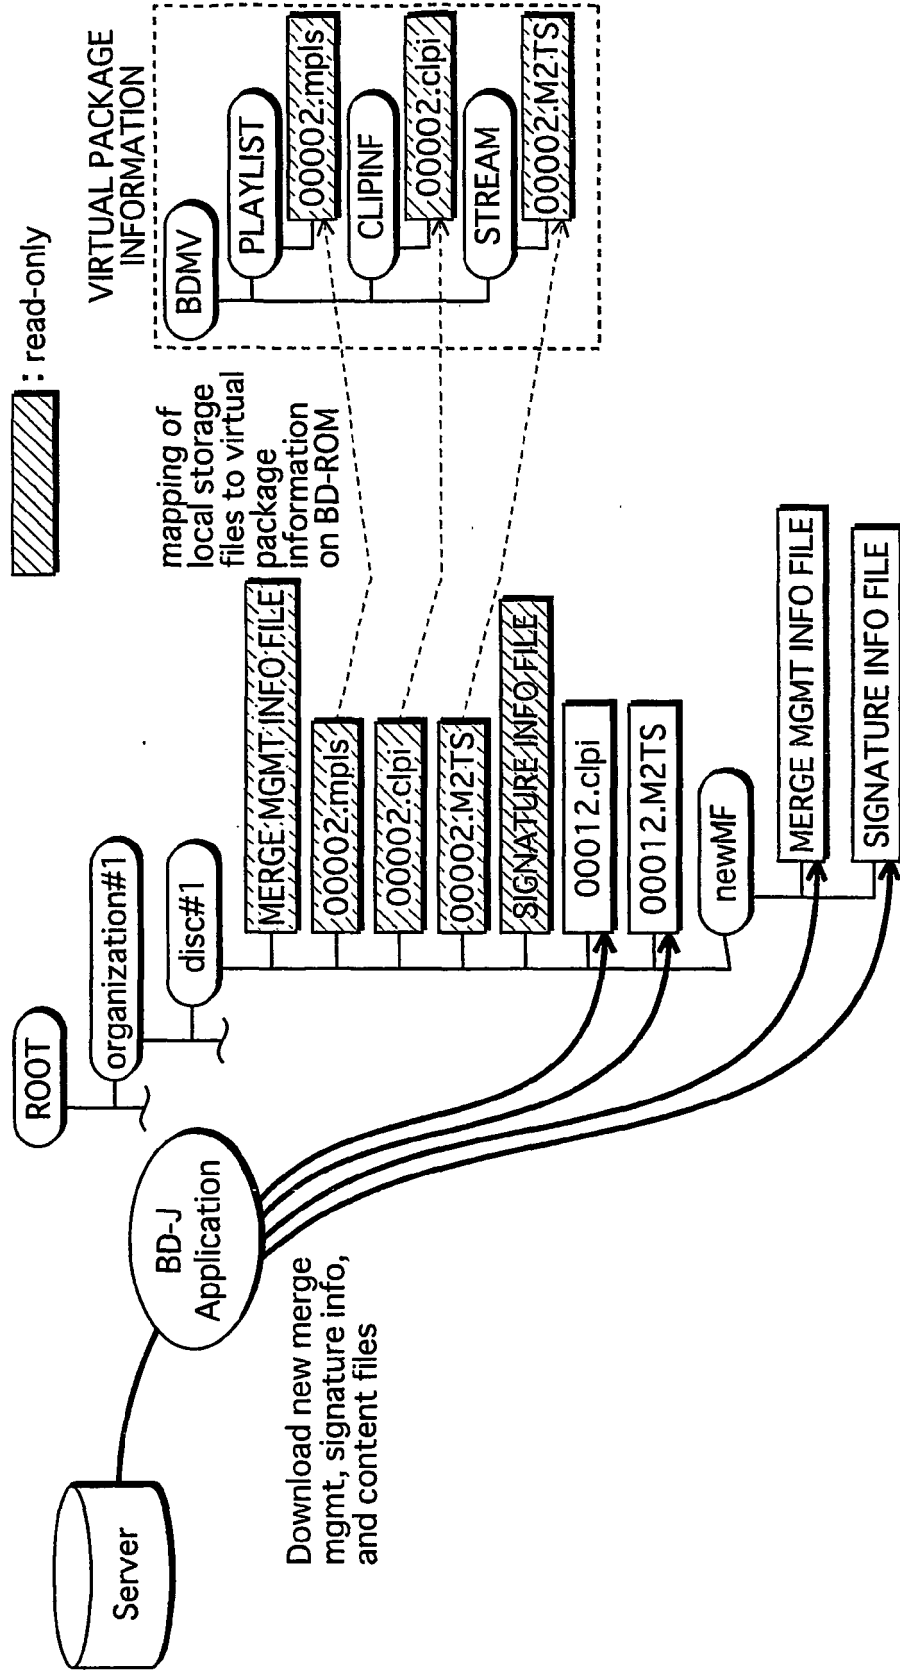 : read-only
VIRTUAL PACKAGE
INFORMATION
ROOT
organization#1
disc#1
MERGE MGMT INFO FILE
00002.mpls
00002.clpi
00002.M2TS
SIGNATURE INFO FILE
00012.clpi
00012.M2TS
newMF
MERGE MGMT INFO FILE
SIGNATURE INFO FILE
mapping of
local storage
files to virtual
package
information
on BD-ROM
BDMV
PLAYLIST
00002.mpls
CLIPINF
00002.clpi
STREAM
00002.M2TS
Server
BD-J
Application
Download new merge
mgmt, signature info,
and content files